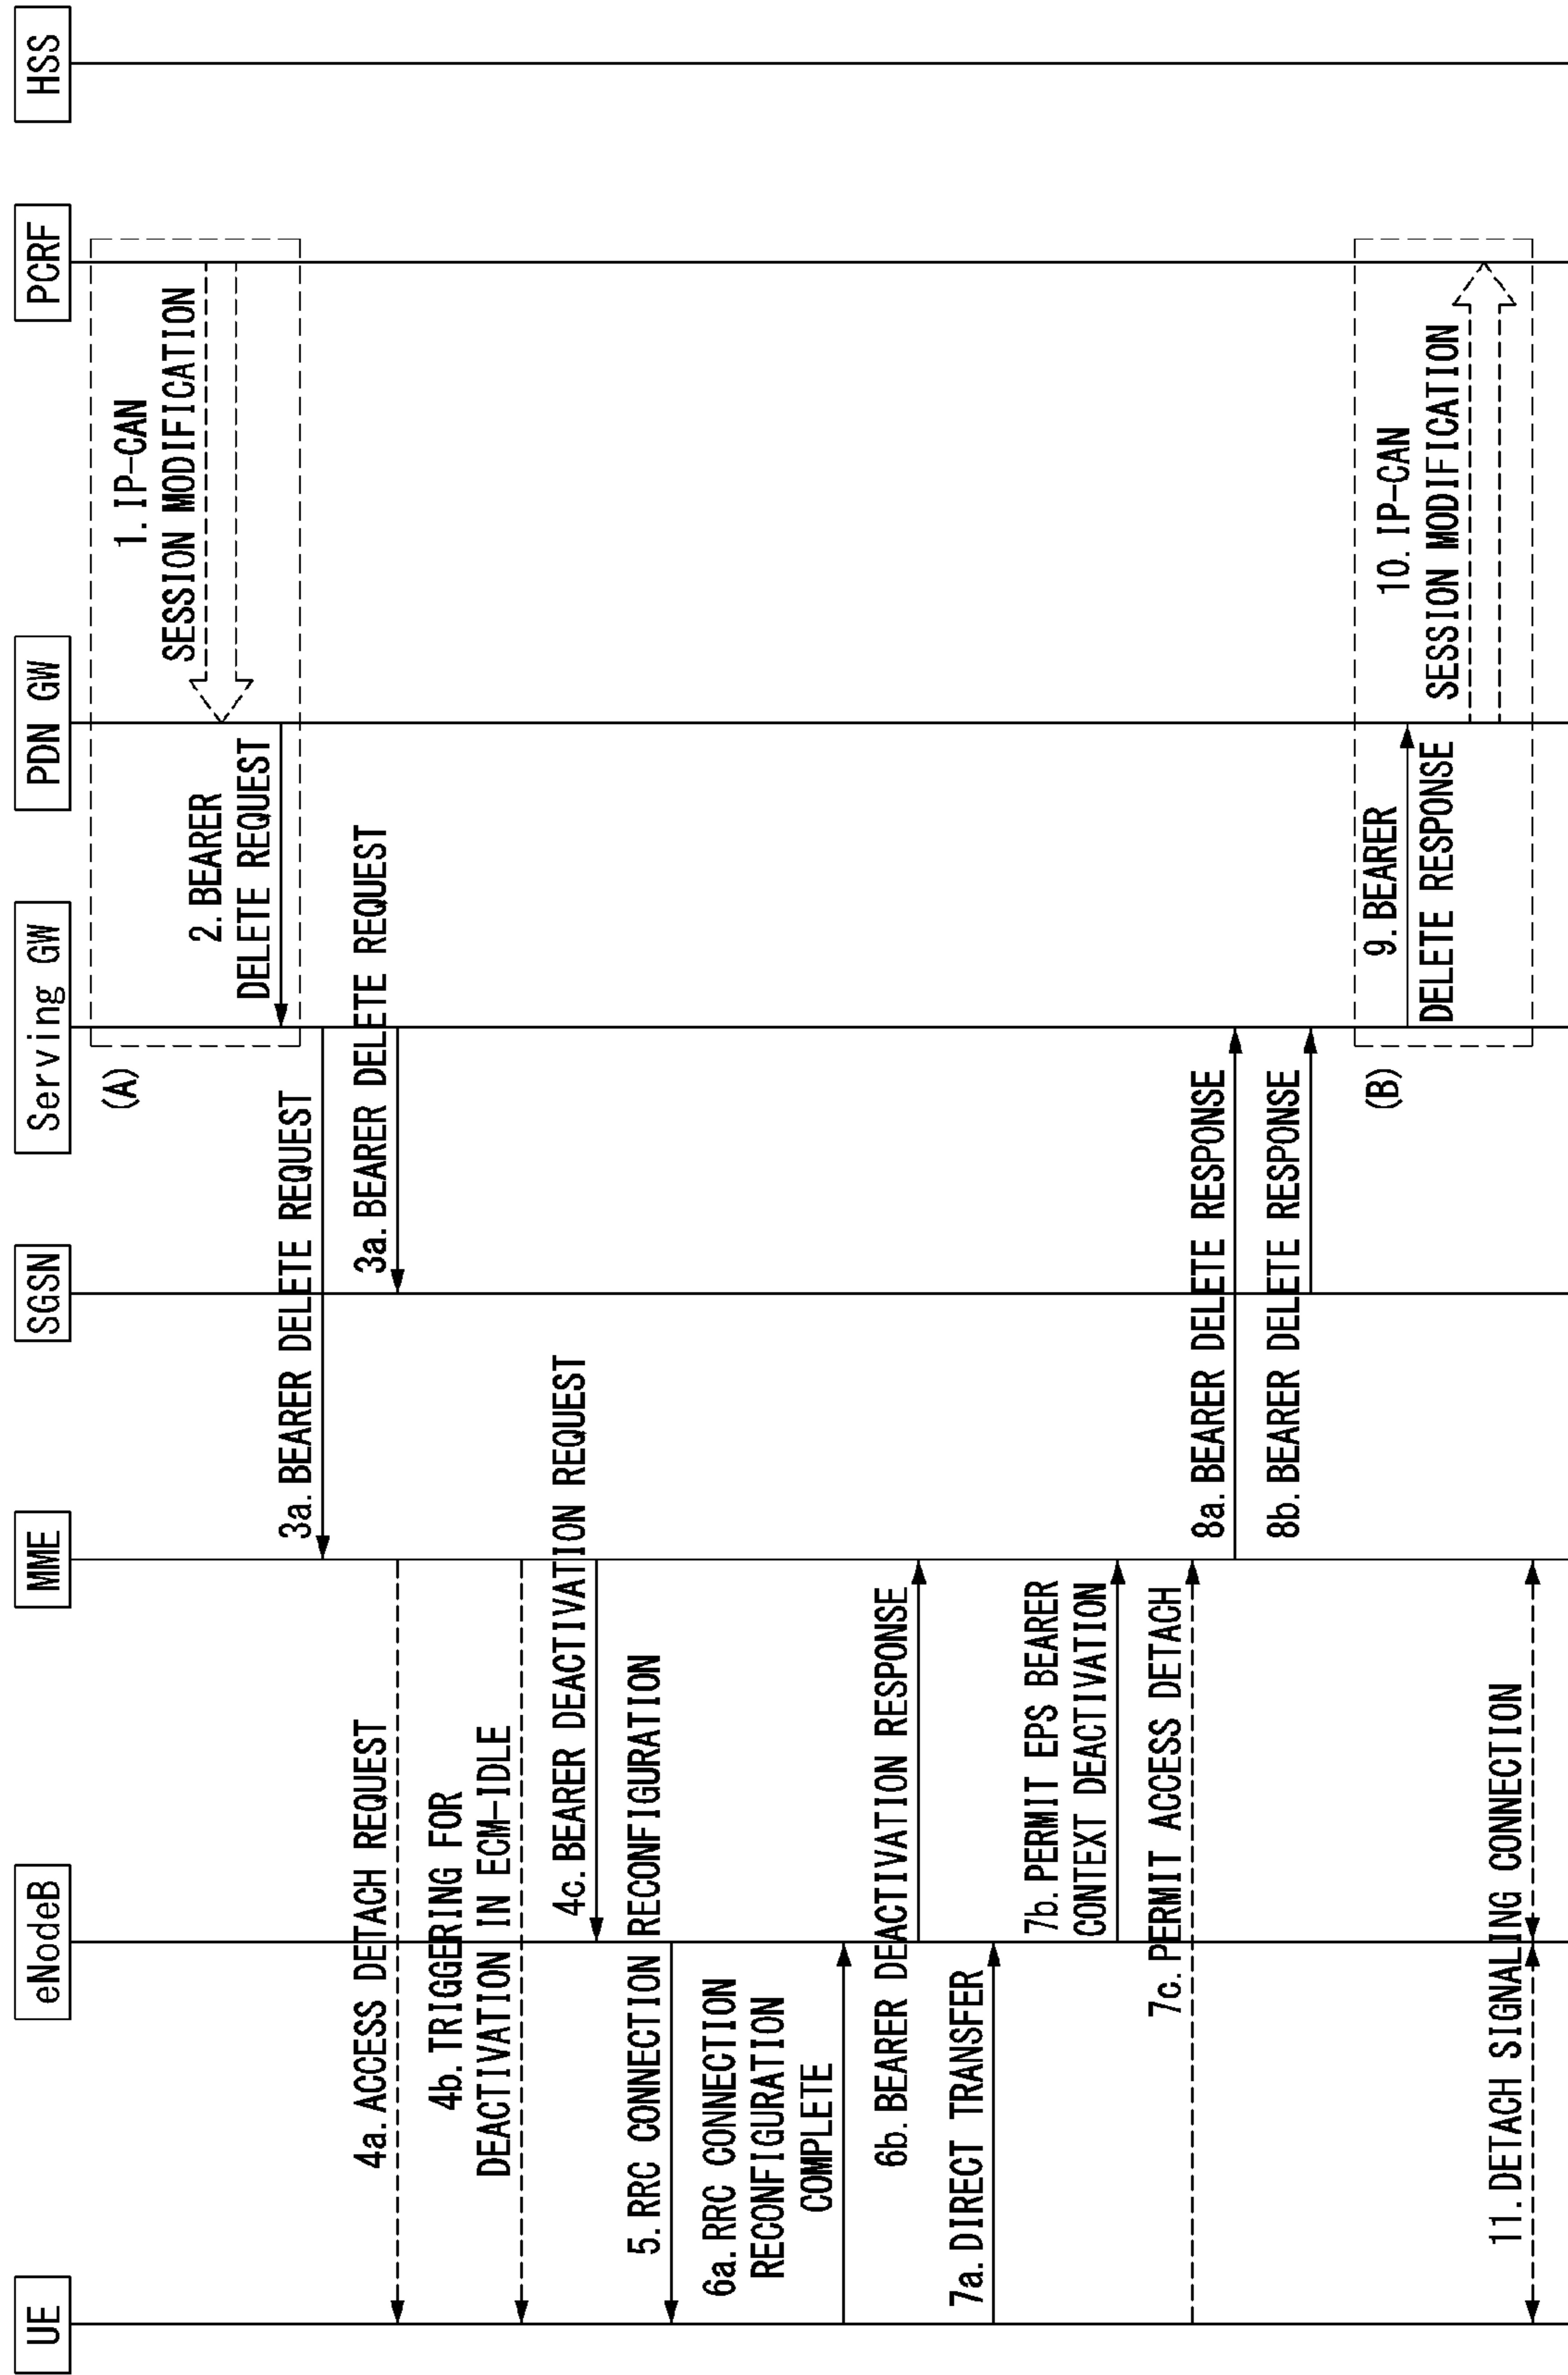 UE
eNodeB
MME
SGSN
Serving GW
PDN GW
PCRF
HSS
(A)
1. IP-CAN
SESSION MODIFICATION
2. BEARER
DELETE REQUEST
3a. BEARER DELETE REQUEST
3a. BEARER DELETE REQUEST
4a. ACCESS DETACH REQUEST
4b. TRIGGERING FOR
DEACTIVATION IN ECM-IDLE
4c. BEARER DEACTIVATION REQUEST
5. RRC CONNECTION RECONFIGURATION
6a. RRC CONNECTION
RECONFIGURATION
COMPLETE
6b. BEARER DEACTIVATION RESPONSE
7a. DIRECT TRANSFER
7b. PERMIT EPS BEARER
CONTEXT DEACTIVATION
7c. PERMIT ACCESS DETACH
8a. BEARER DELETE RESPONSE
8b. BEARER DELETE RESPONSE
(B)
9. BEARER
DELETE RESPONSE
10. IP-CAN
SESSION MODIFICATION
11. DETACH SIGNALING CONNECTION